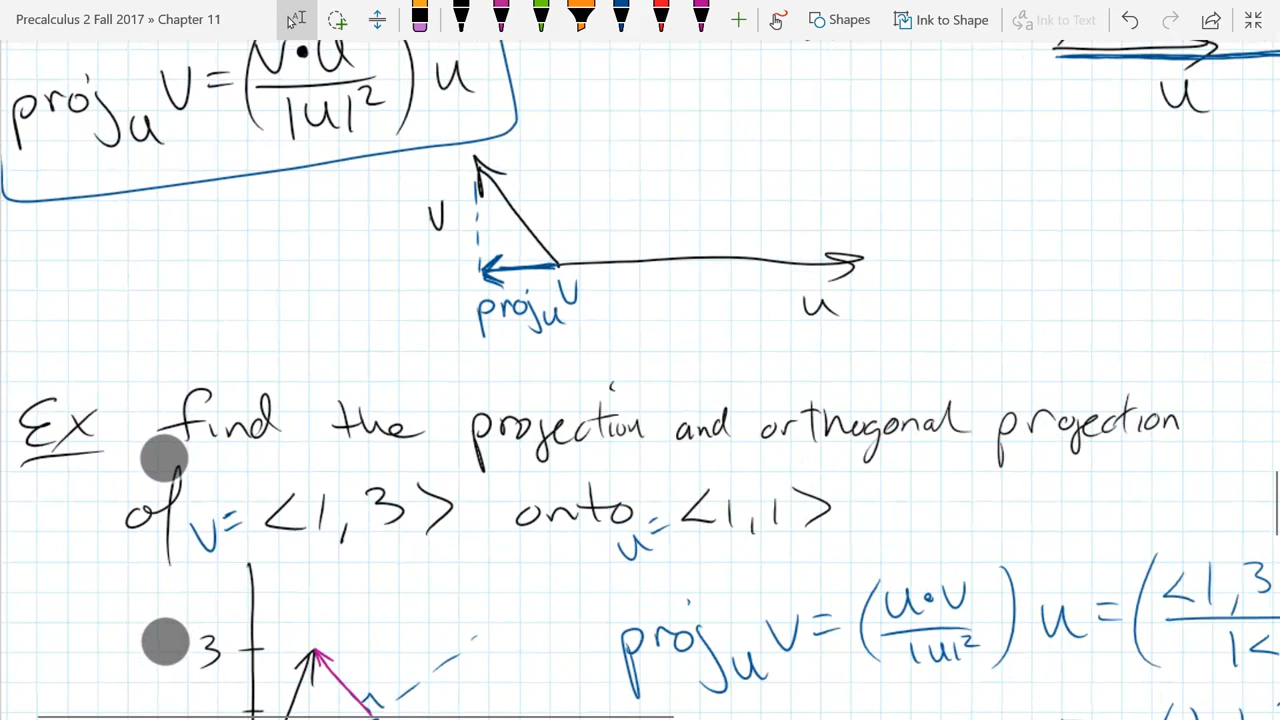 Precalculus 2 Fall 2017 » Chapter 11
Shapes
Ink to Shape
Ink to Text
proj_u V = (V • u / |u|²) u
u
V
proj_u V
u
Ex find the projection and orthogonal projection
of V= <1, 3> onto u= <1, 1>
3
proj_u V = (u•V / |u|²) u = (<1, 3
|<